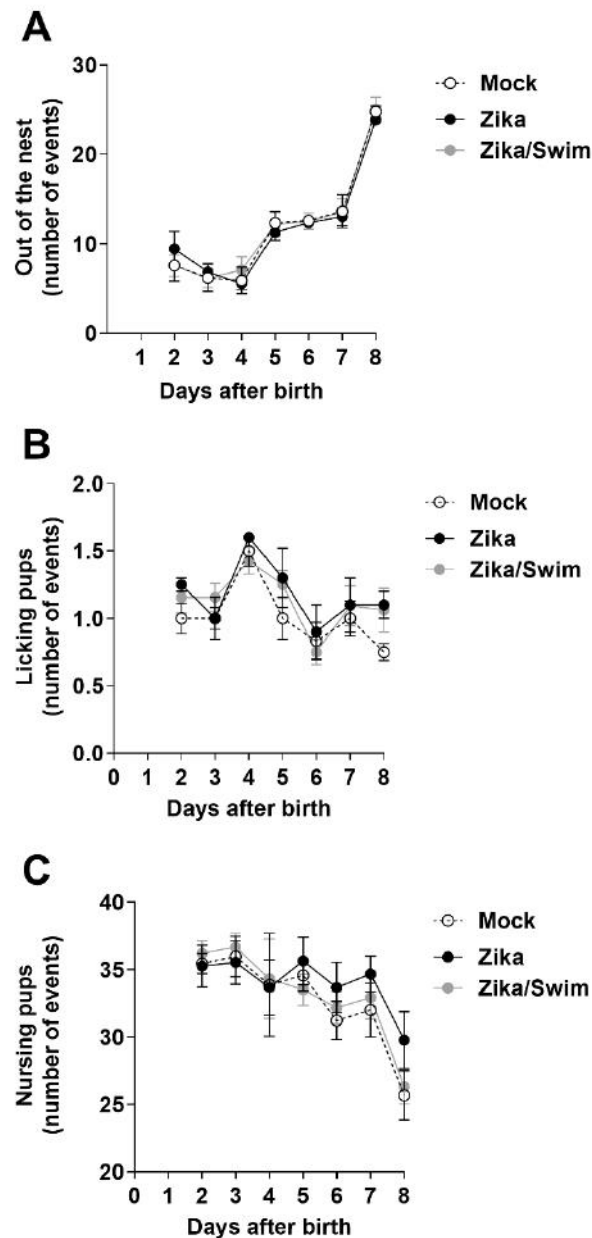 A
Out of the nest
(number of events)
30
20
10
0
1 2 3 4 5 6 7 8
Days after birth
Mock
Zika
Zika/Swim
B
Licking pups
(number of events)
2.0
1.5
1.0
0.5
0.0
0 1 2 3 4 5 6 7 8
Days after birth
Mock
Zika
Zika/Swim
C
Nursing pups
(number of events)
40
35
30
25
20
0 1 2 3 4 5 6 7 8
Days after birth
Mock
Zika
Zika/Swim